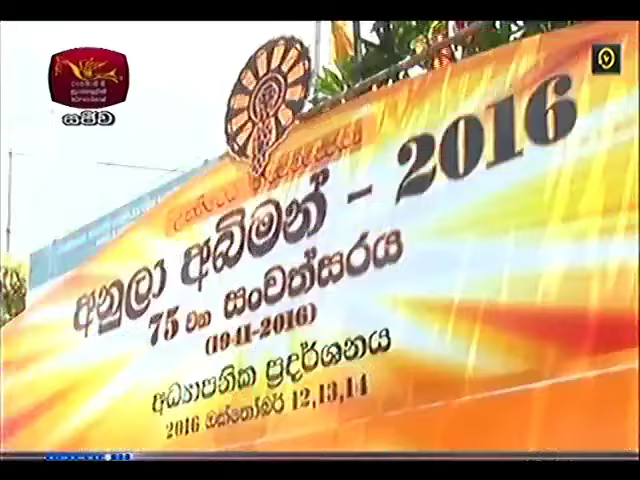 සජීව
අනුලා අබිමන් - 2016
75 වන සංවත්සරය
(1941-2016)
අධ්‍යාපනික ප්‍රදර්ශනය
2016 ඔක්තෝබර් 12,13,14